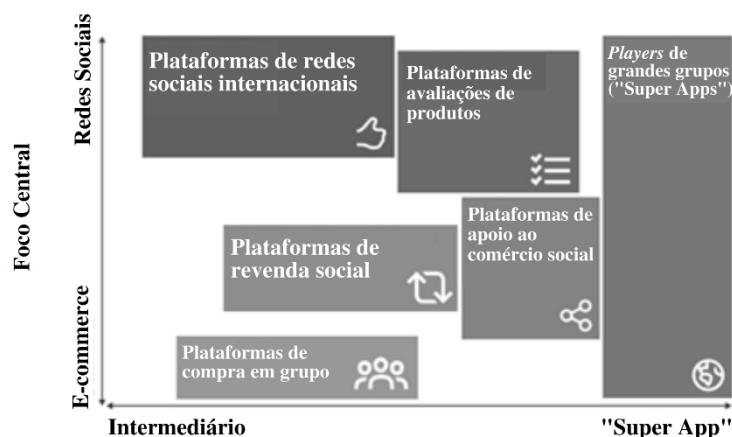 Foco Central
Redes Sociais
E-commerce
Plataformas de redes
sociais internacionais
Plataformas de
avaliações de
produtos
Players de
grandes grupos
("Super Apps")
Plataformas de
revenda social
Plataformas de
apoio ao
comércio social
Plataformas de
compra em grupo
Intermediário
"Super App"